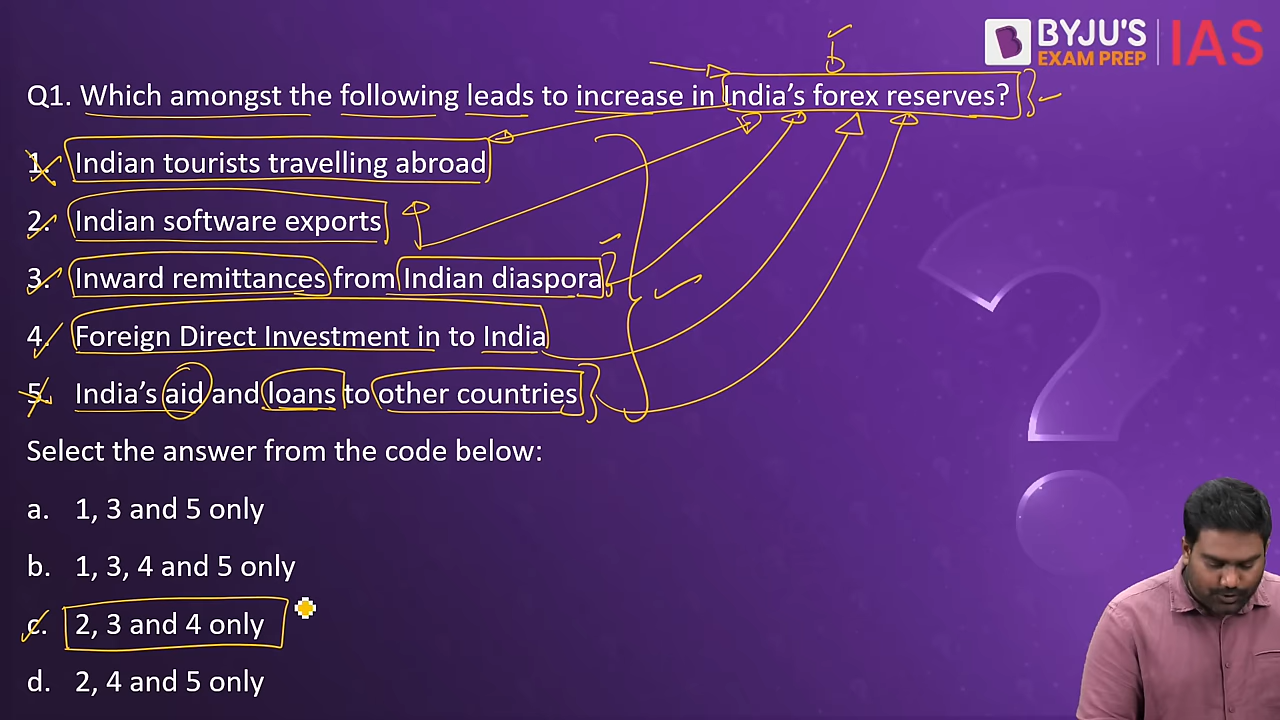 BYJU'S
EXAM PREP
IAS
Q1. Which amongst the following leads to increase in India's forex reserves?
1. Indian tourists travelling abroad
2. Indian software exports
3. Inward remittances from Indian diaspora
4. Foreign Direct Investment in to India
5. India's aid and loans to other countries
Select the answer from the code below:
a. 1, 3 and 5 only
b. 1, 3, 4 and 5 only
c. 2, 3 and 4 only
d. 2, 4 and 5 only